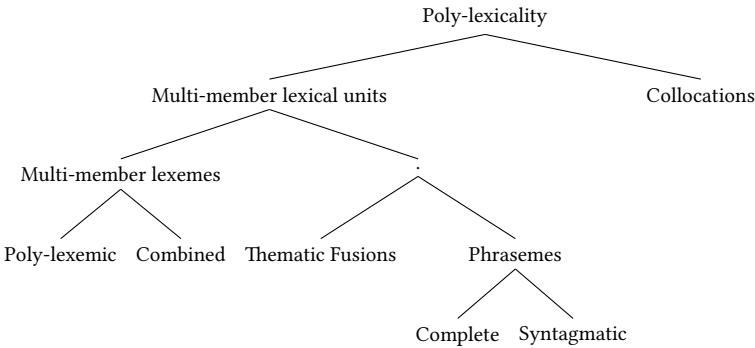 Poly-lexicality
Multi-member lexical units Collocations
Multi-member lexemes .
Poly-lexemic Combined Thematic Fusions Phrasemes
Complete Syntagmatic